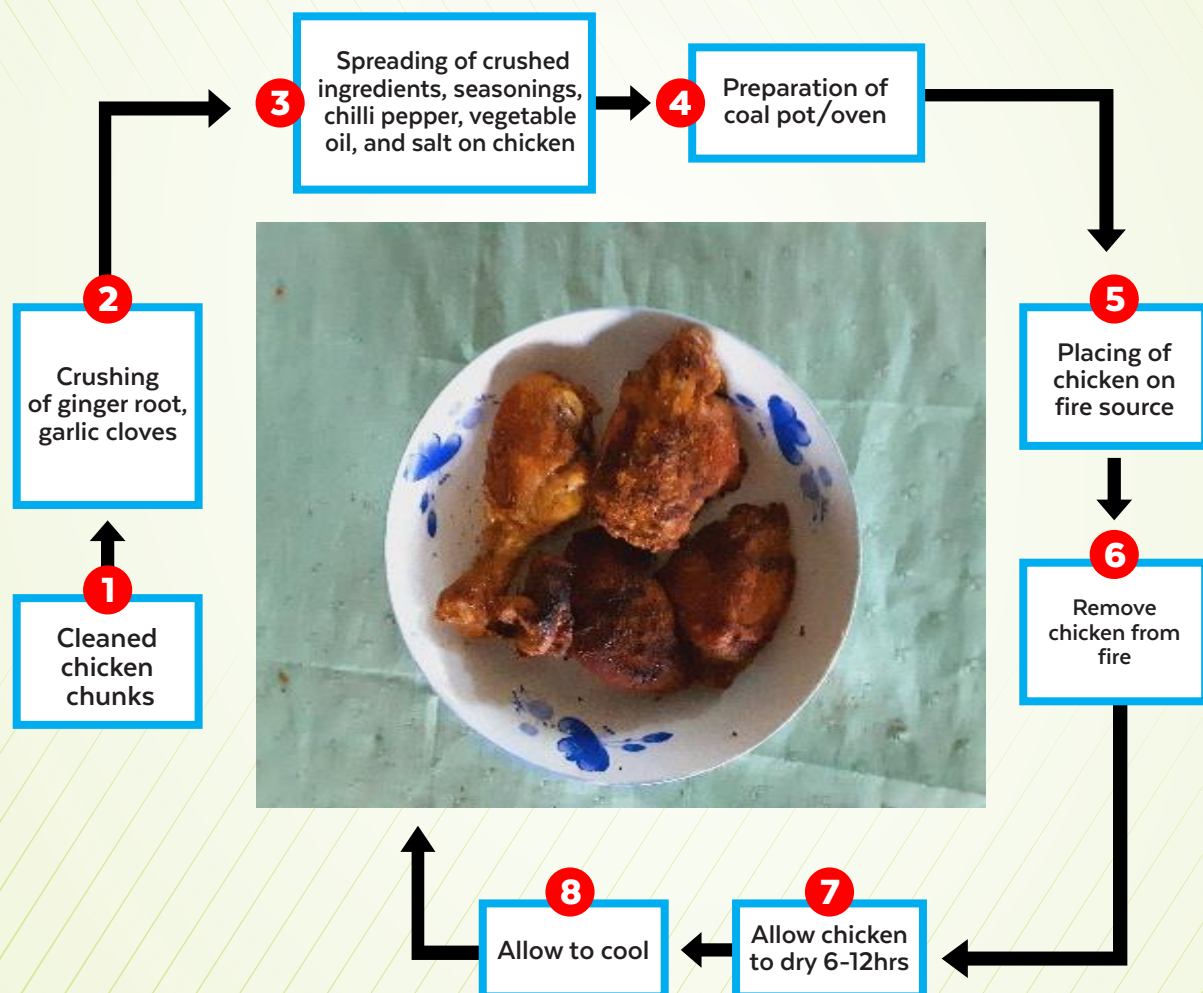 1
Cleaned
chicken
chunks
2
Crushing
of ginger root,
garlic cloves
3
Spreading of crushed
ingredients, seasonings,
chilli pepper, vegetable
oil, and salt on chicken
4
Preparation of
coal pot/oven
5
Placing of
chicken on
fire source
6
Remove
chicken from
fire
7
Allow chicken
to dry 6-12hrs
8
Allow to cool